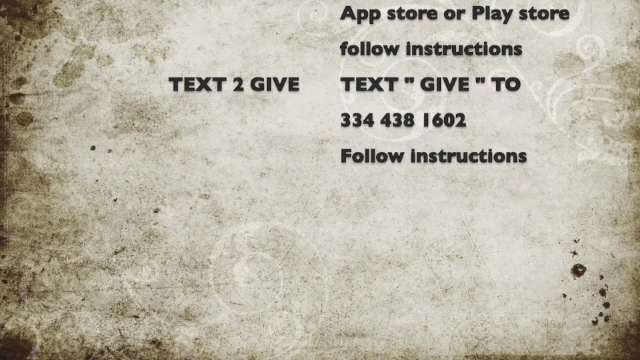 App store or Play store
follow instructions
TEXT 2 GIVE TEXT " GIVE " TO
334 438 1602
Follow instructions